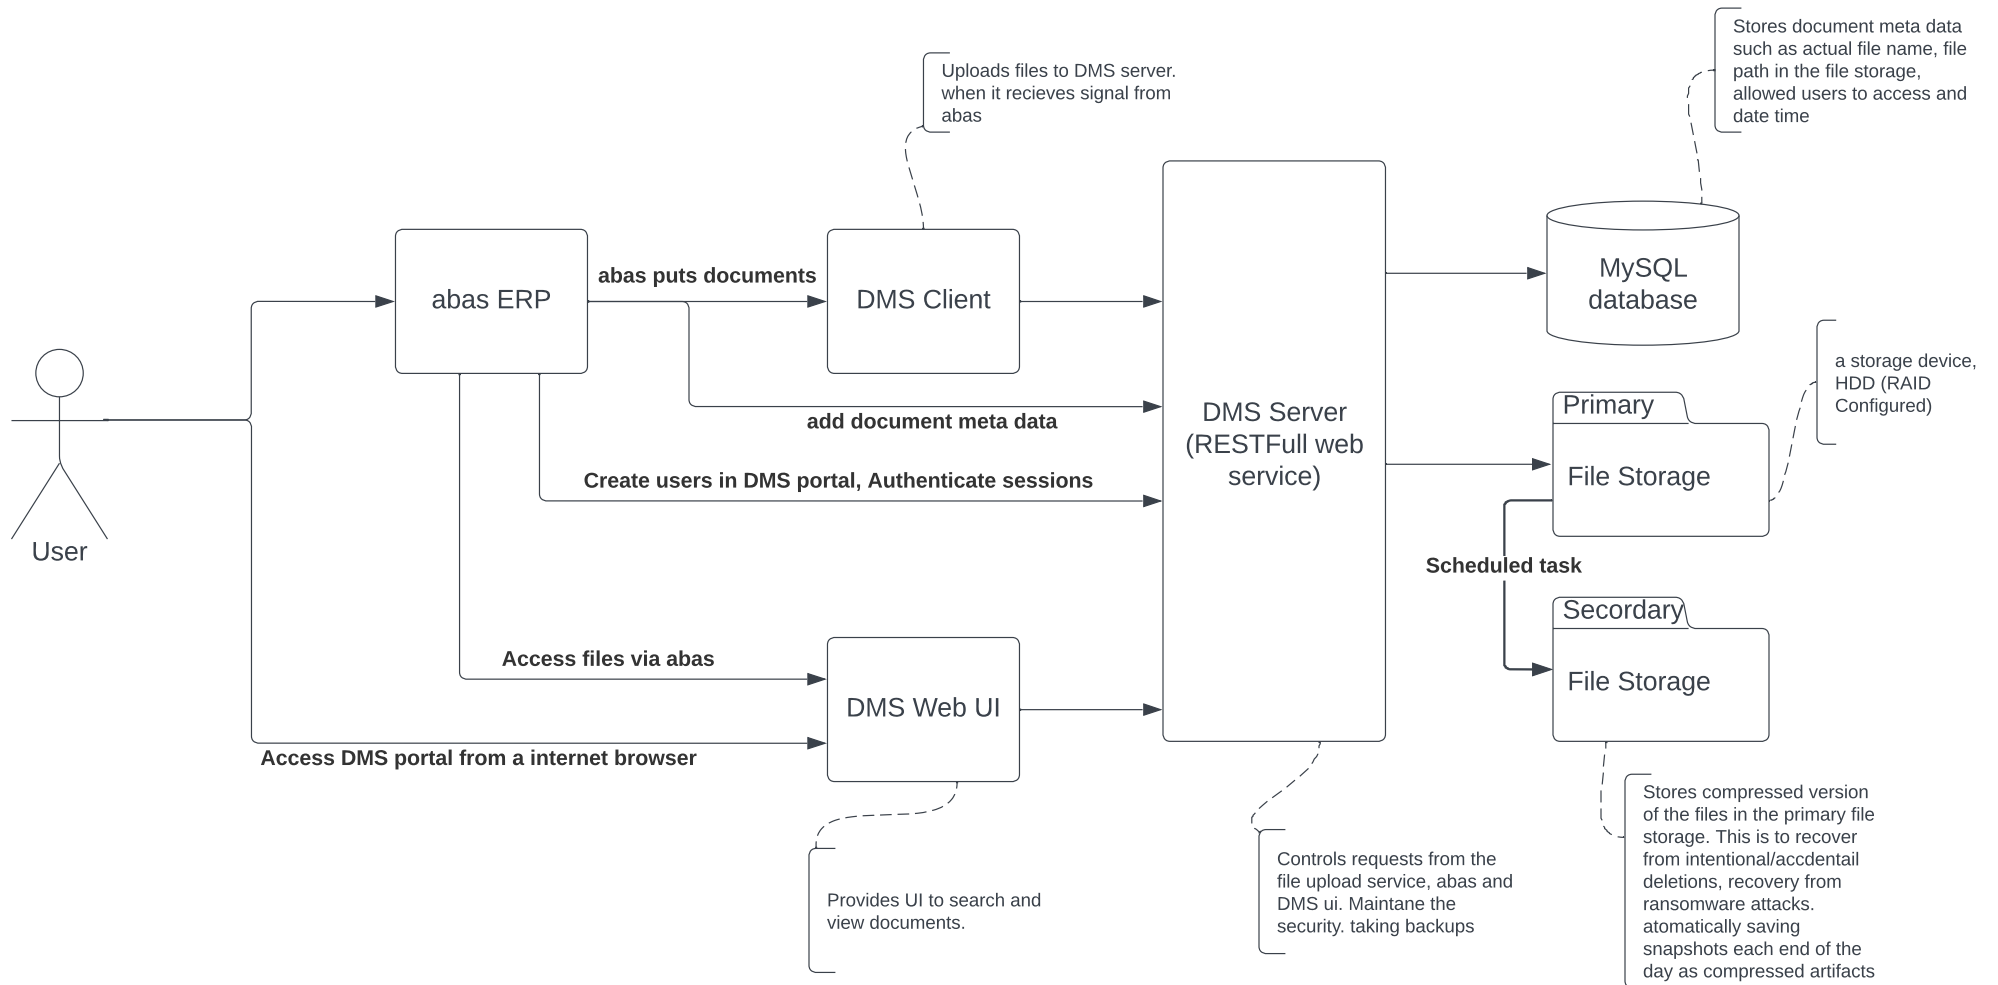 Stores document meta data
such as actual file name, file
path in the file storage,
allowed users to access and
date time
Uploads files to DMS server.
when it recieves signal from
abas
abas ERP
abas puts documents
DMS Client
MySQL
database
add document meta data
DMS Server
(RESTFull web
service)
a storage device,
HDD (RAID
Configured)
Primary
File Storage
Create users in DMS portal, Authenticate sessions
User
Scheduled task
Secordary
File Storage
Access files via abas
DMS Web UI
Access DMS portal from a internet browser
Provides UI to search and
view documents.
Controls requests from the
file upload service, abas and
DMS ui. Maintane the
security. taking backups
Stores compressed version
of the files in the primary file
storage. This is to recover
from intentional/accdentail
deletions, recovery from
ransomware attacks.
atomatically saving
snapshots each end of the
day as compressed artifacts